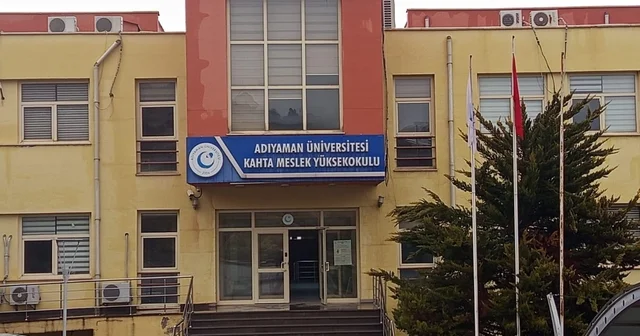 ADIYAMAN ÜNİVERSİTESİ
KAHTA MESLEK YÜKSEKOKULU